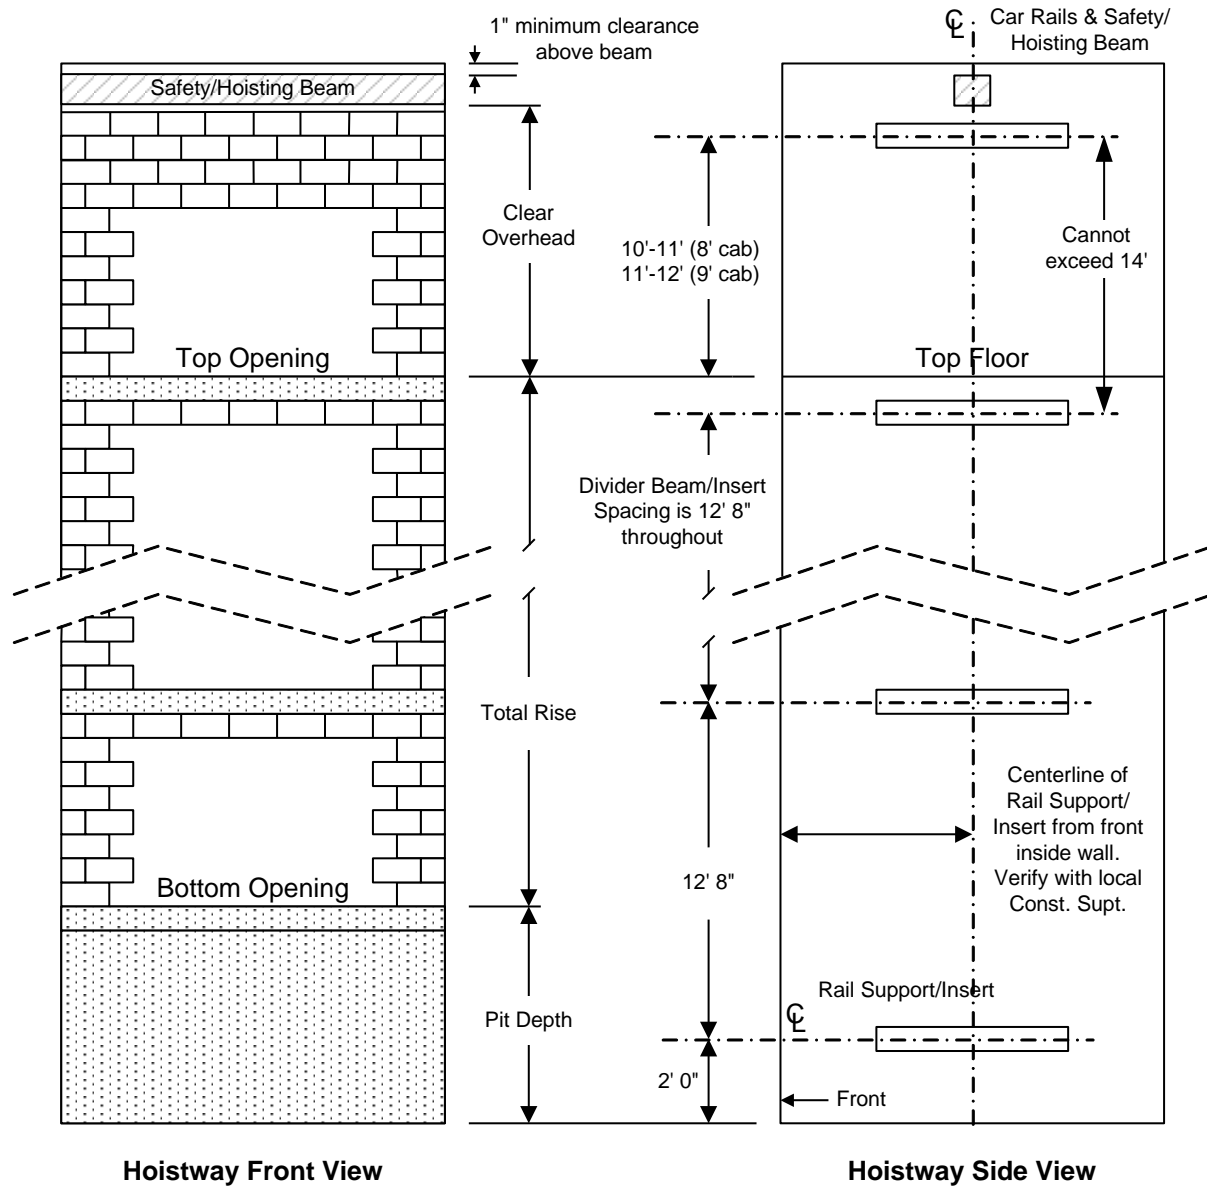 1" minimum clearance
above beam
℄
Car Rails & Safety/
Hoisting Beam
Safety/Hoisting Beam
Clear
Overhead
10'-11' (8' cab)
11'-12' (9' cab)
Cannot
exceed 14'
Top Opening
Top Floor
Divider Beam/Insert
Spacing is 12' 8"
throughout
Total Rise
Centerline of
Rail Support/
Insert from front
inside wall.
Verify with local
Const. Supt.
12' 8"
Bottom Opening
Rail Support/Insert
℄
Pit Depth
2' 0"
Front
Hoistway Front View
Hoistway Side View